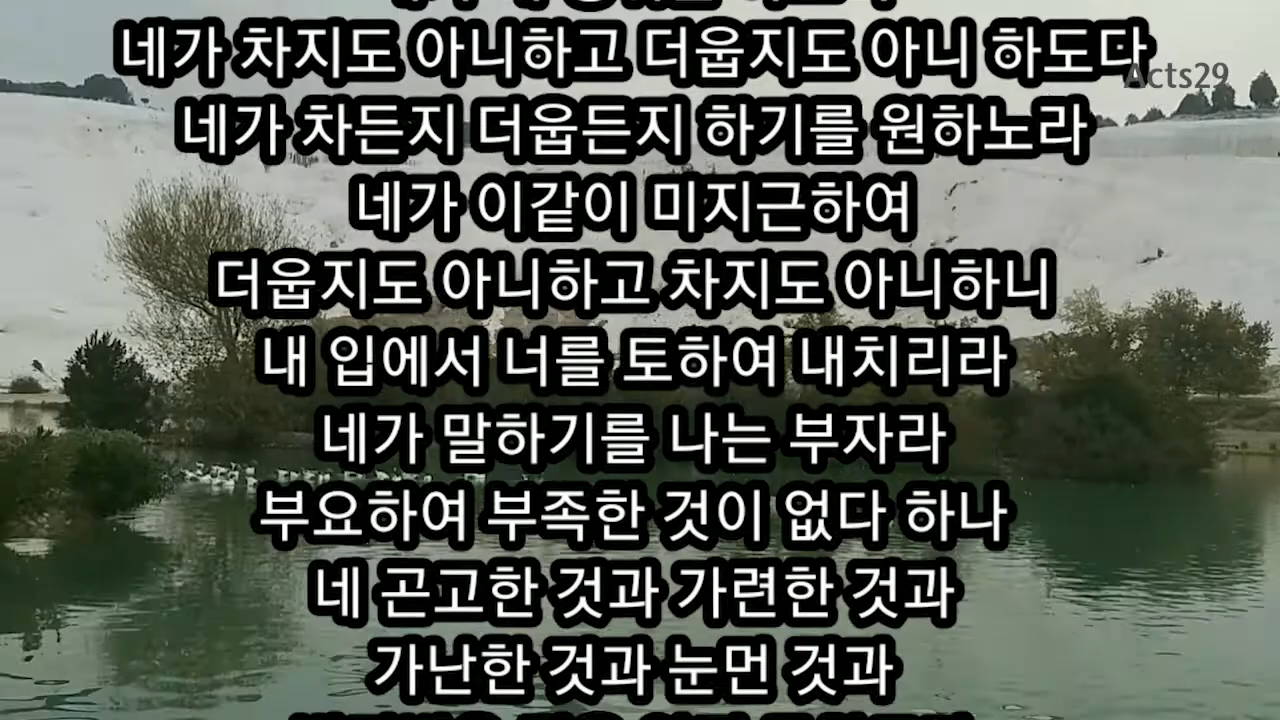 네가 차지도 아니하고 더웁지도 아니 하도다
Acts29
네가 차든지 더웁든지 하기를 원하노라
네가 이같이 미지근하여
더웁지도 아니하고 차지도 아니하니
내 입에서 너를 토하여 내치리라
네가 말하기를 나는 부자라
부요하여 부족한 것이 없다 하나
네 곤고한 것과 가련한 것과
가난한 것과 눈먼 것과